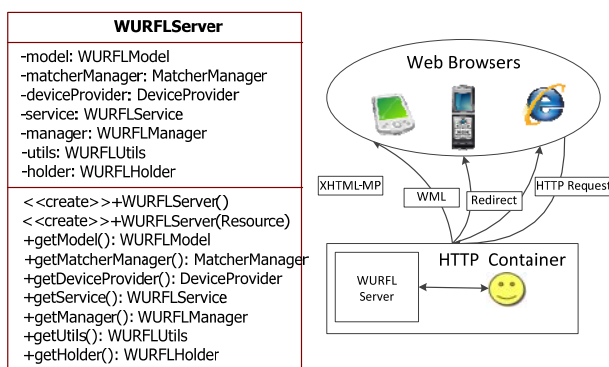 WURFLServer
-model: WURFLModel
-matcherManager: MatcherManager
-deviceProvider: DeviceProvider
-service: WURFLService
-manager: WURFLManager
-utils: WURFLUtils
-holder: WURFLHolder
<<create>>+WURFLServer()
<<create>>+WURFLServer(Resource)
+getModel(): WURFLModel
+getMatcherManager(): MatcherManager
+getDeviceProvider(): DeviceProvider
+getService(): WURFLService
+getManager(): WURFLManager
+getUtils(): WURFLUtils
+getHolder(): WURFLHolder
Web Browsers
XHTML-MP
WML
Redirect
HTTP Request
HTTP Container
WURFL
Server